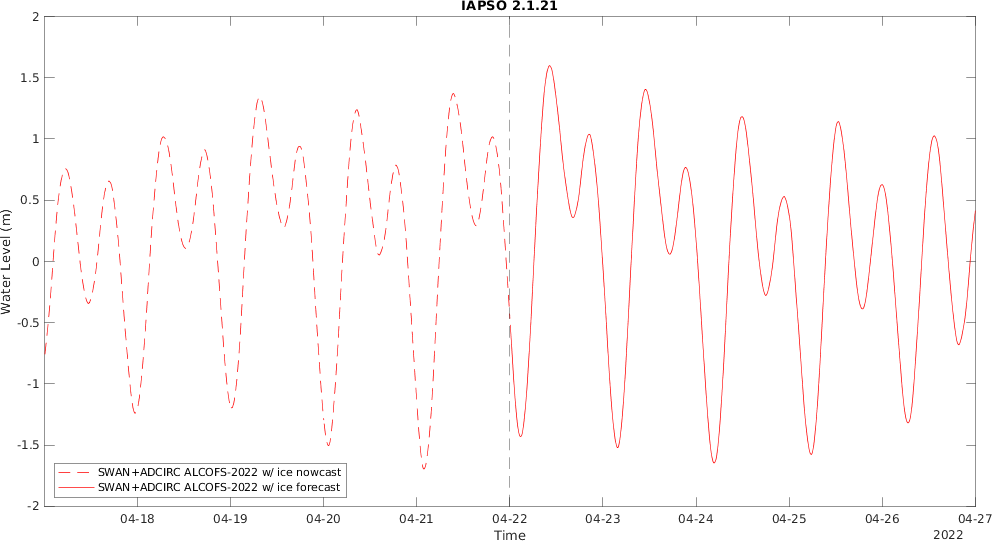 IAPSO 2.1.21
Water Level (m)
2
1.5
1
0.5
0
-0.5
-1
-1.5
-2
SWAN+ADCIRC ALCOFS-2022 w/ ice nowcast
SWAN+ADCIRC ALCOFS-2022 w/ ice forecast
04-18 04-19 04-20 04-21 04-22 04-23 04-24 04-25 04-26 04-27
Time
2022